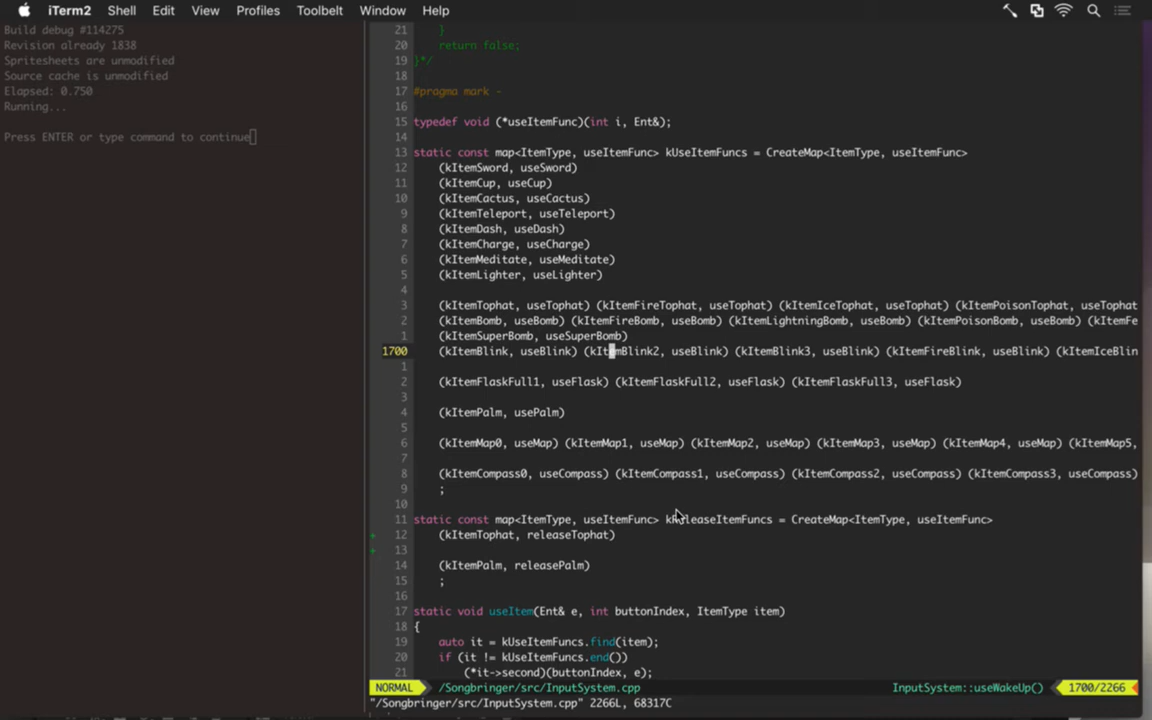 iTerm2 Shell Edit View Profiles Toolbelt Window Help
Build debug #114275
Revision already 1838
Spritesheets are unmodified
Source cache is unmodified
Elapsed: 0.750
Running...
Press ENTER or type command to continue
21 }
20 return false;
19 }*/
18
17 #pragma mark -
16
15 typedef void (*useItemFunc)(int i, Ent&);
14
13 static const map<ItemType, useItemFunc> kUseItemFuncs = CreateMap<ItemType, useItemFunc>
12 (kItemSword, useSword)
11 (kItemCup, useCup)
10 (kItemCactus, useCactus)
9 (kItemTeleport, useTeleport)
8 (kItemDash, useDash)
7 (kItemCharge, useCharge)
6 (kItemMeditate, useMeditate)
5 (kItemLighter, useLighter)
4
3 (kItemTophat, useTophat) (kItemFireTophat, useTophat) (kItemIceTophat, useTophat) (kItemPoisonTophat, useTophat
2 (kItemBomb, useBomb) (kItemFireBomb, useBomb) (kItemLightningBomb, useBomb) (kItemPoisonBomb, useBomb) (kItemFe
1 (kItemSuperBomb, useSuperBomb)
1700 (kItemBlink, useBlink) (kItemBlink2, useBlink) (kItemBlink3, useBlink) (kItemFireBlink, useBlink) (kItemIceBlin
1
2 (kItemFlaskFull1, useFlask) (kItemFlaskFull2, useFlask) (kItemFlaskFull3, useFlask)
3
4 (kItemPalm, usePalm)
5
6 (kItemMap0, useMap) (kItemMap1, useMap) (kItemMap2, useMap) (kItemMap3, useMap) (kItemMap4, useMap) (kItemMap5,
7
8 (kItemCompass0, useCompass) (kItemCompass1, useCompass) (kItemCompass2, useCompass) (kItemCompass3, useCompass)
9 ;
10
11 static const map<ItemType, useItemFunc> kReleaseItemFuncs = CreateMap<ItemType, useItemFunc>
+ 12 (kItemTophat, releaseTophat)
+ 13
14 (kItemPalm, releasePalm)
15 ;
16
17 static void useItem(Ent& e, int buttonIndex, ItemType item)
18 {
19 auto it = kUseItemFuncs.find(item);
20 if (it != kUseItemFuncs.end())
21 (*it->second)(buttonIndex, e);
NORMAL /Songbringer/src/InputSystem.cpp InputSystem::useWakeUp() 1700/2266
"/Songbringer/src/InputSystem.cpp" 2266L, 68317C